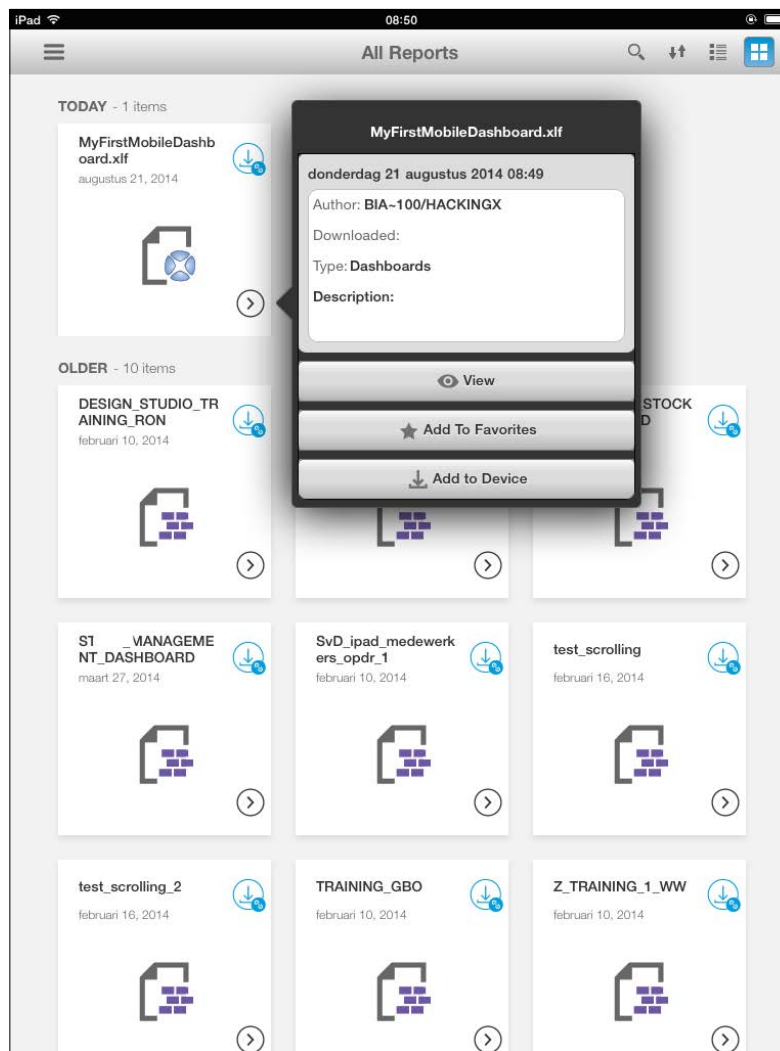 iPad
08:50
All Reports
TODAY - 1 items
MyFirstMobileDashb
oard.xlf
augustus 21, 2014
MyFirstMobileDashboard.xlf
donderdag 21 augustus 2014 08:49
Author: BIA~100/HACKINGX
Downloaded:
Type: Dashboards
Description:
View
Add To Favorites
Add to Device
OLDER - 10 items
DESIGN_STUDIO_TR
AINING_RON
februari 10, 2014
STOCK
D
ST _MANAGEME
NT_DASHBOARD
maart 27, 2014
SvD_ipad_medewerk
ers_opdr_1
februari 10, 2014
test_scrolling
februari 16, 2014
test_scrolling_2
februari 16, 2014
TRAINING_GBO
februari 10, 2014
Z_TRAINING_1_WW
februari 10, 2014